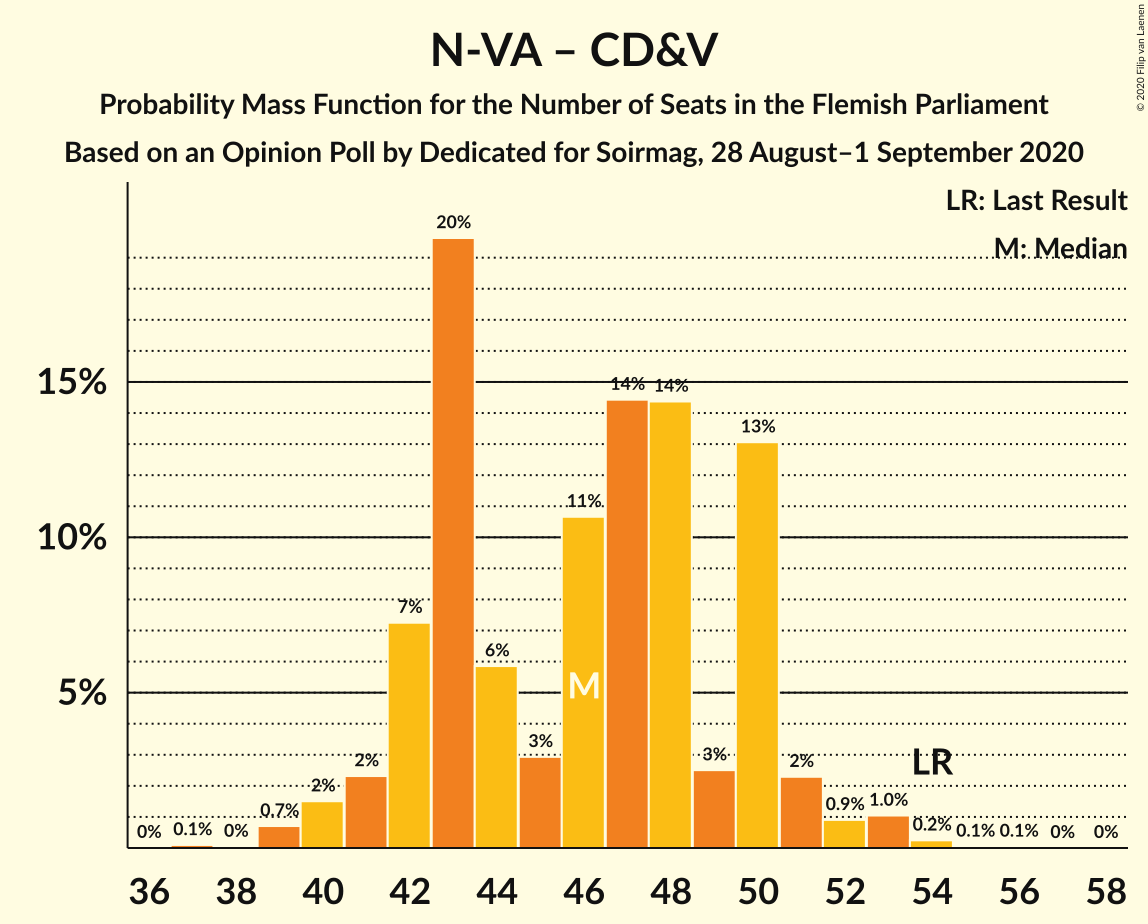 N-VA – CD&V
Probability Mass Function for the Number of Seats in the Flemish Parliament
Based on an Opinion Poll by Dedicated for Soirmag, 28 August–1 September 2020
© 2020 Filip van Laenen
LR: Last Result
M: Median
20%
15%
14% 14%
13%
11%
10%
7%
6%
M
5%
3%
3%
2%
2%
LR
2%
0.7%
0.9%
1.0%
0% 0.1% 0%
0.2% 0.1% 0.1% 0% 0%
36 38 40 42 44 46 48 50 52 54 56 58